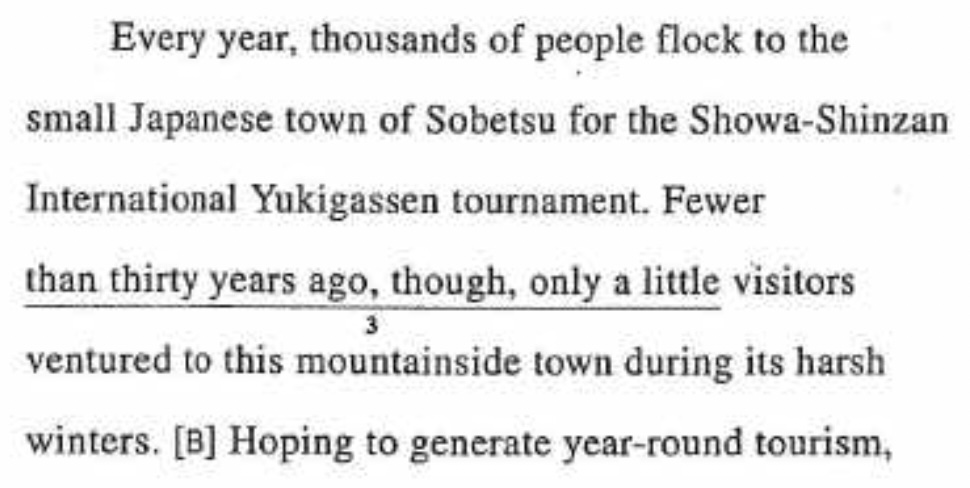 Every year, thousands of people flock to the
small Japanese town of Sobetsu for the Showa-Shinzan
International Yukigassen tournament. Fewer
than thirty years ago, though, only a little visitors
3
ventured to this mountainside town during its harsh
winters. [B] Hoping to generate year-round tourism,